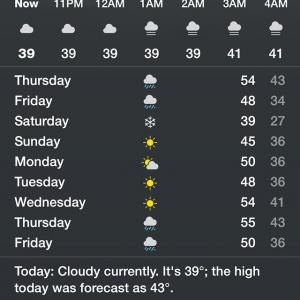 Now 11PM 12AM 1AM 2AM 3AM 4AM
39 39 39 39 39 41 41
Thursday 54 43
Friday 48 34
Saturday 39 27
Sunday 45 36
Monday 50 36
Tuesday 48 36
Wednesday 54 41
Thursday 55 43
Friday 50 36
Today: Cloudy currently. It's 39°; the high
today was forecast as 43°.